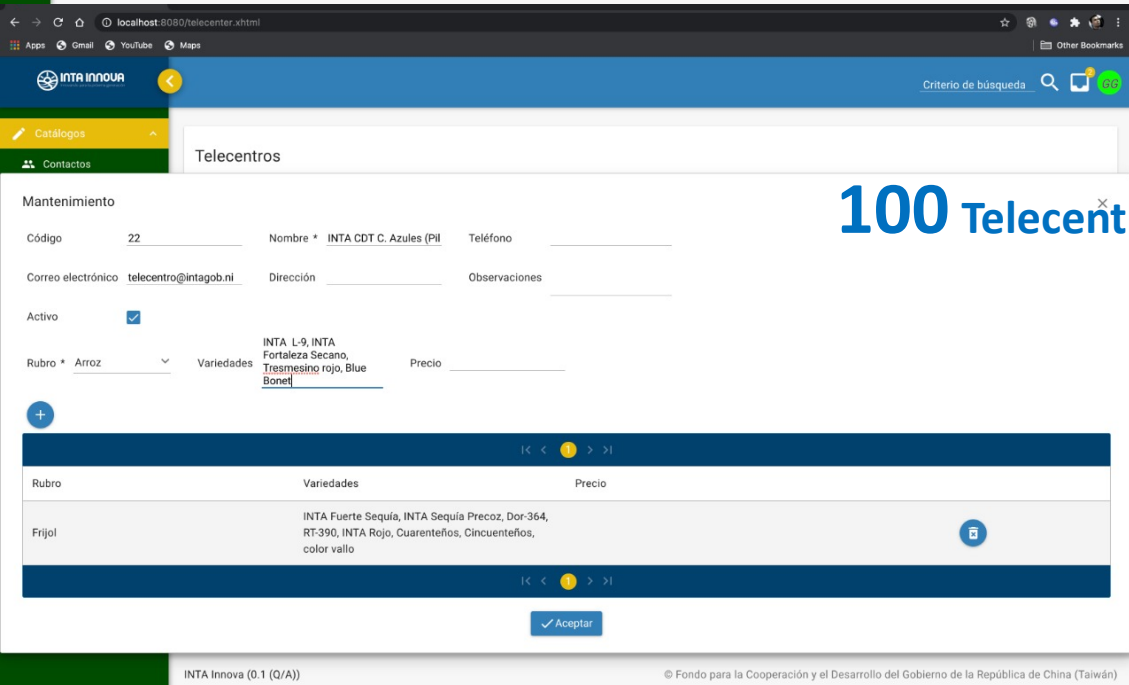 localhost:8080/telecenter.xhtml
Apps Gmail YouTube Maps Other Bookmarks
INTA INNOVA
Criterio de búsqueda
2
GG
Catálogos
Contactos
Telecentros
100 Telecent
Mantenimiento
Código 22 Nombre * INTA CDT C. Azules (Pil Teléfono
Correo electrónico telecentro@intagob.ni Dirección Observaciones
Activo
Rubro * Arroz Variedades INTA L-9, INTA
Fortaleza Secano,
Tresmesino rojo, Blue
Bonet
Precio
1
Rubro Variedades Precio
Frijol INTA Fuerte Sequía, INTA Sequía Precoz, Dor-364,
RT-390, INTA Rojo, Cuarenteños, Cincuenteños,
color vallo
1
Aceptar
INTA Innova (0.1 (Q/A)) © Fondo para la Cooperación y el Desarrollo del Gobierno de la República de China (Taiwán)